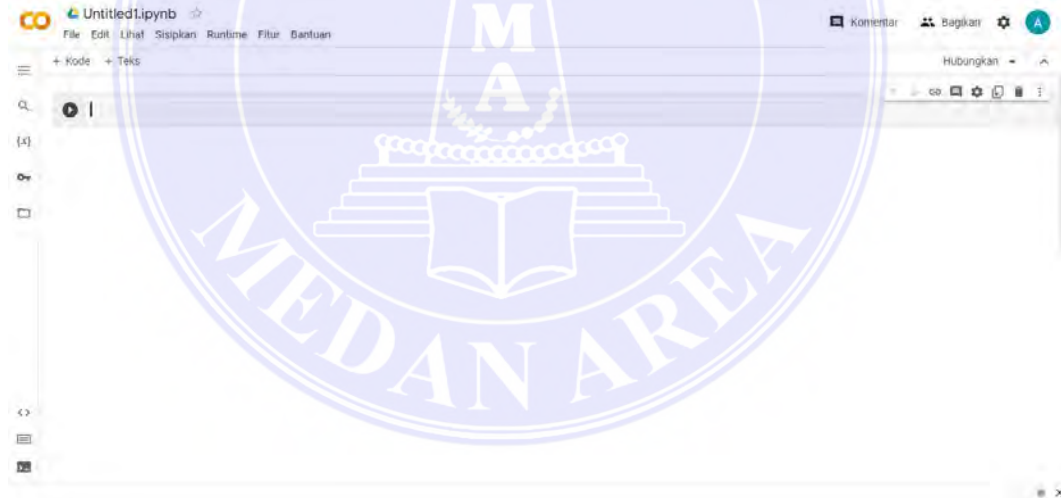 CO Untitled1.ipynb
File Edit Lihat Sisipkan Runtime Fitur Bantuan
Komentar Bagikan A
+ Kode + Teks
Hubungkan
{x}
M
A
MEDAN AREA